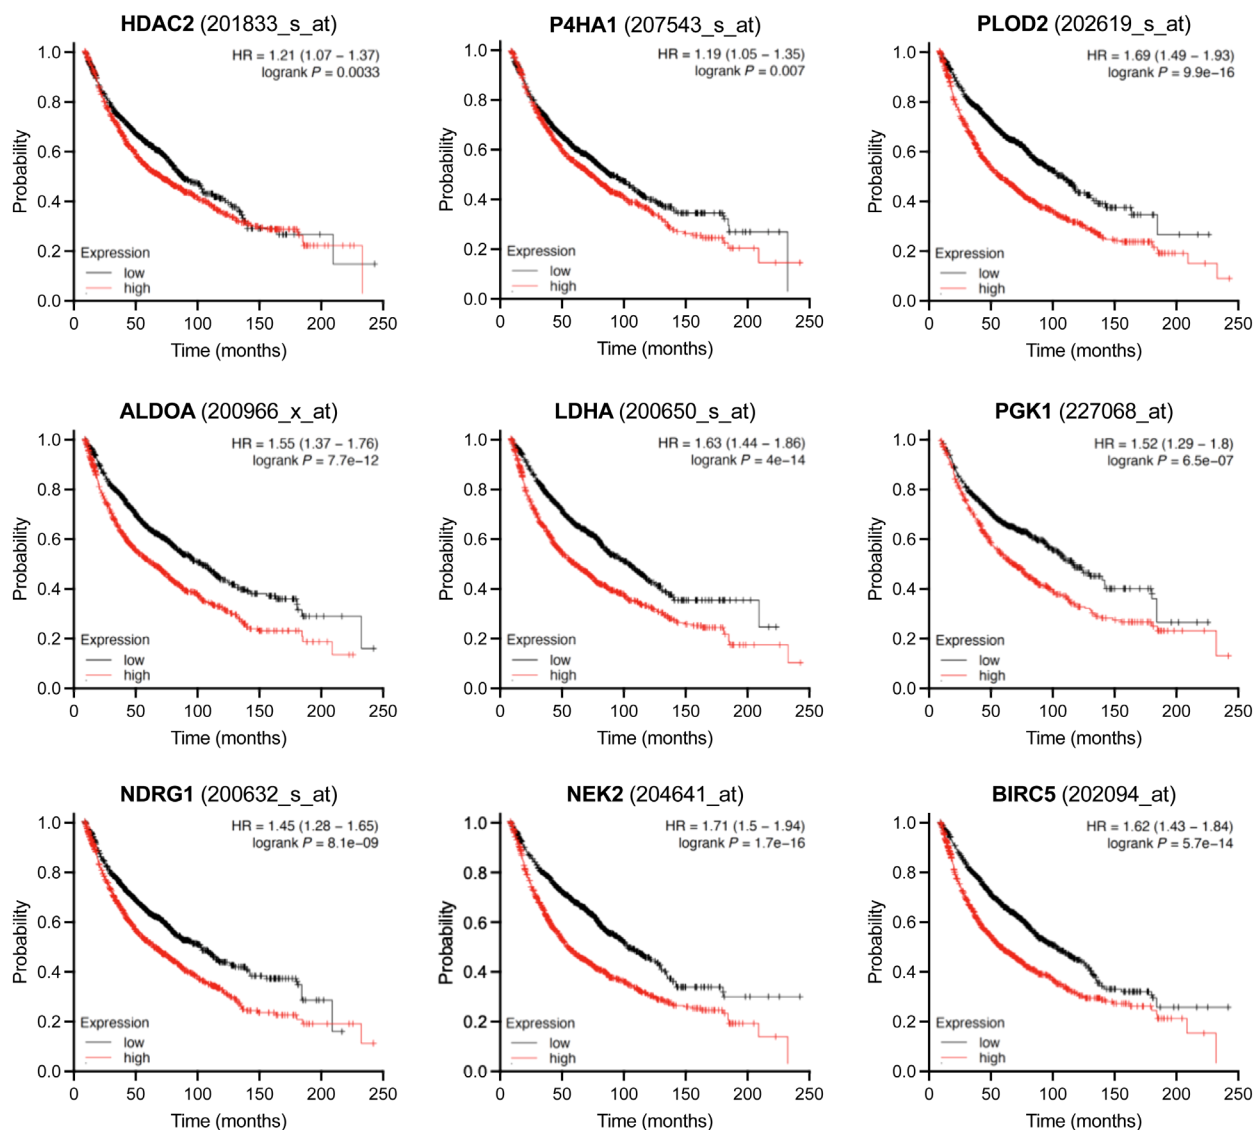 HDAC2 (201833_s_at)
HR = 1.21 (1.07 – 1.37)
logrank P = 0.0033
1.0
0.8
0.6
0.4
0.2
0.0
Probability
Expression
low
high
0 50 100 150 200 250
Time (months)
P4HA1 (207543_s_at)
HR = 1.19 (1.05 – 1.35)
logrank P = 0.007
1.0
0.8
0.6
0.4
0.2
0.0
Probability
Expression
low
high
0 50 100 150 200 250
Time (months)
PLOD2 (202619_s_at)
HR = 1.69 (1.49 – 1.93)
logrank P = 9.9e−16
1.0
0.8
0.6
0.4
0.2
0.0
Probability
Expression
low
high
0 50 100 150 200 250
Time (months)
ALDOA (200966_x_at)
HR = 1.55 (1.37 – 1.76)
logrank P = 7.7e−12
1.0
0.8
0.6
0.4
0.2
0.0
Probability
Expression
low
high
0 50 100 150 200 250
Time (months)
LDHA (200650_s_at)
HR = 1.63 (1.44 – 1.86)
logrank P = 4e−14
1.0
0.8
0.6
0.4
0.2
0.0
Probability
Expression
low
high
0 50 100 150 200 250
Time (months)
PGK1 (227068_at)
HR = 1.52 (1.29 – 1.8)
logrank P = 6.5e−07
1.0
0.8
0.6
0.4
0.2
0.0
Probability
Expression
low
high
0 50 100 150 200 250
Time (months)
NDRG1 (200632_s_at)
HR = 1.45 (1.28 – 1.65)
logrank P = 8.1e−09
1.0
0.8
0.6
0.4
0.2
0.0
Probability
Expression
low
high
0 50 100 150 200 250
Time (months)
NEK2 (204641_at)
HR = 1.71 (1.5 – 1.94)
logrank P = 1.7e−16
1.0
0.8
0.6
0.4
0.2
0.0
Probability
Expression
low
high
0 50 100 150 200 250
Time (months)
BIRC5 (202094_at)
HR = 1.62 (1.43 – 1.84)
logrank P = 5.7e−14
1.0
0.8
0.6
0.4
0.2
0.0
Probability
Expression
low
high
0 50 100 150 200 250
Time (months)